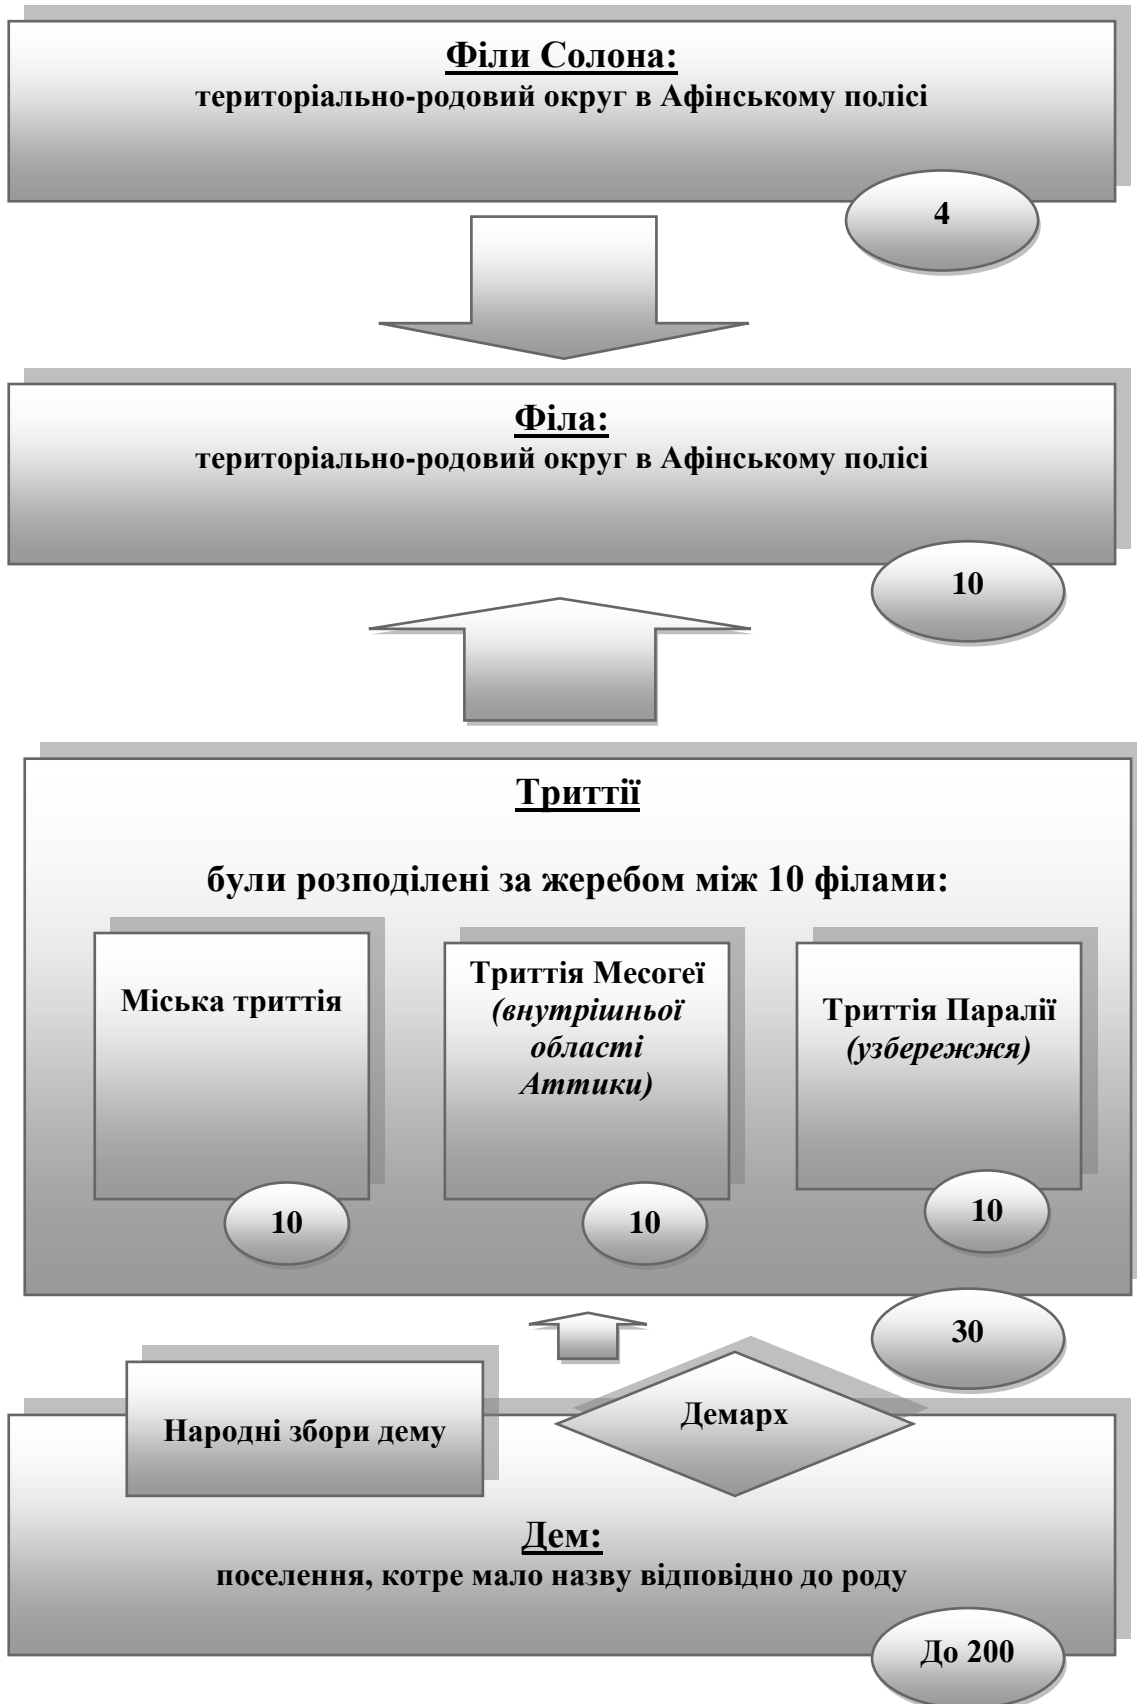 Філи Солона:
територіально-родовий округ в Афінському полісі
4
Філа:
територіально-родовий округ в Афінському полісі
10
Триттії
були розподілені за жеребом між 10 філами:
Міська триттія
10
Триттія Месогеї
(внутрішньої
області
Аттики)
10
Триттія Паралії
(узбережжя)
10
30
Народні збори дему
Демарх
Дем:
поселення, котре мало назву відповідно до роду
До 200